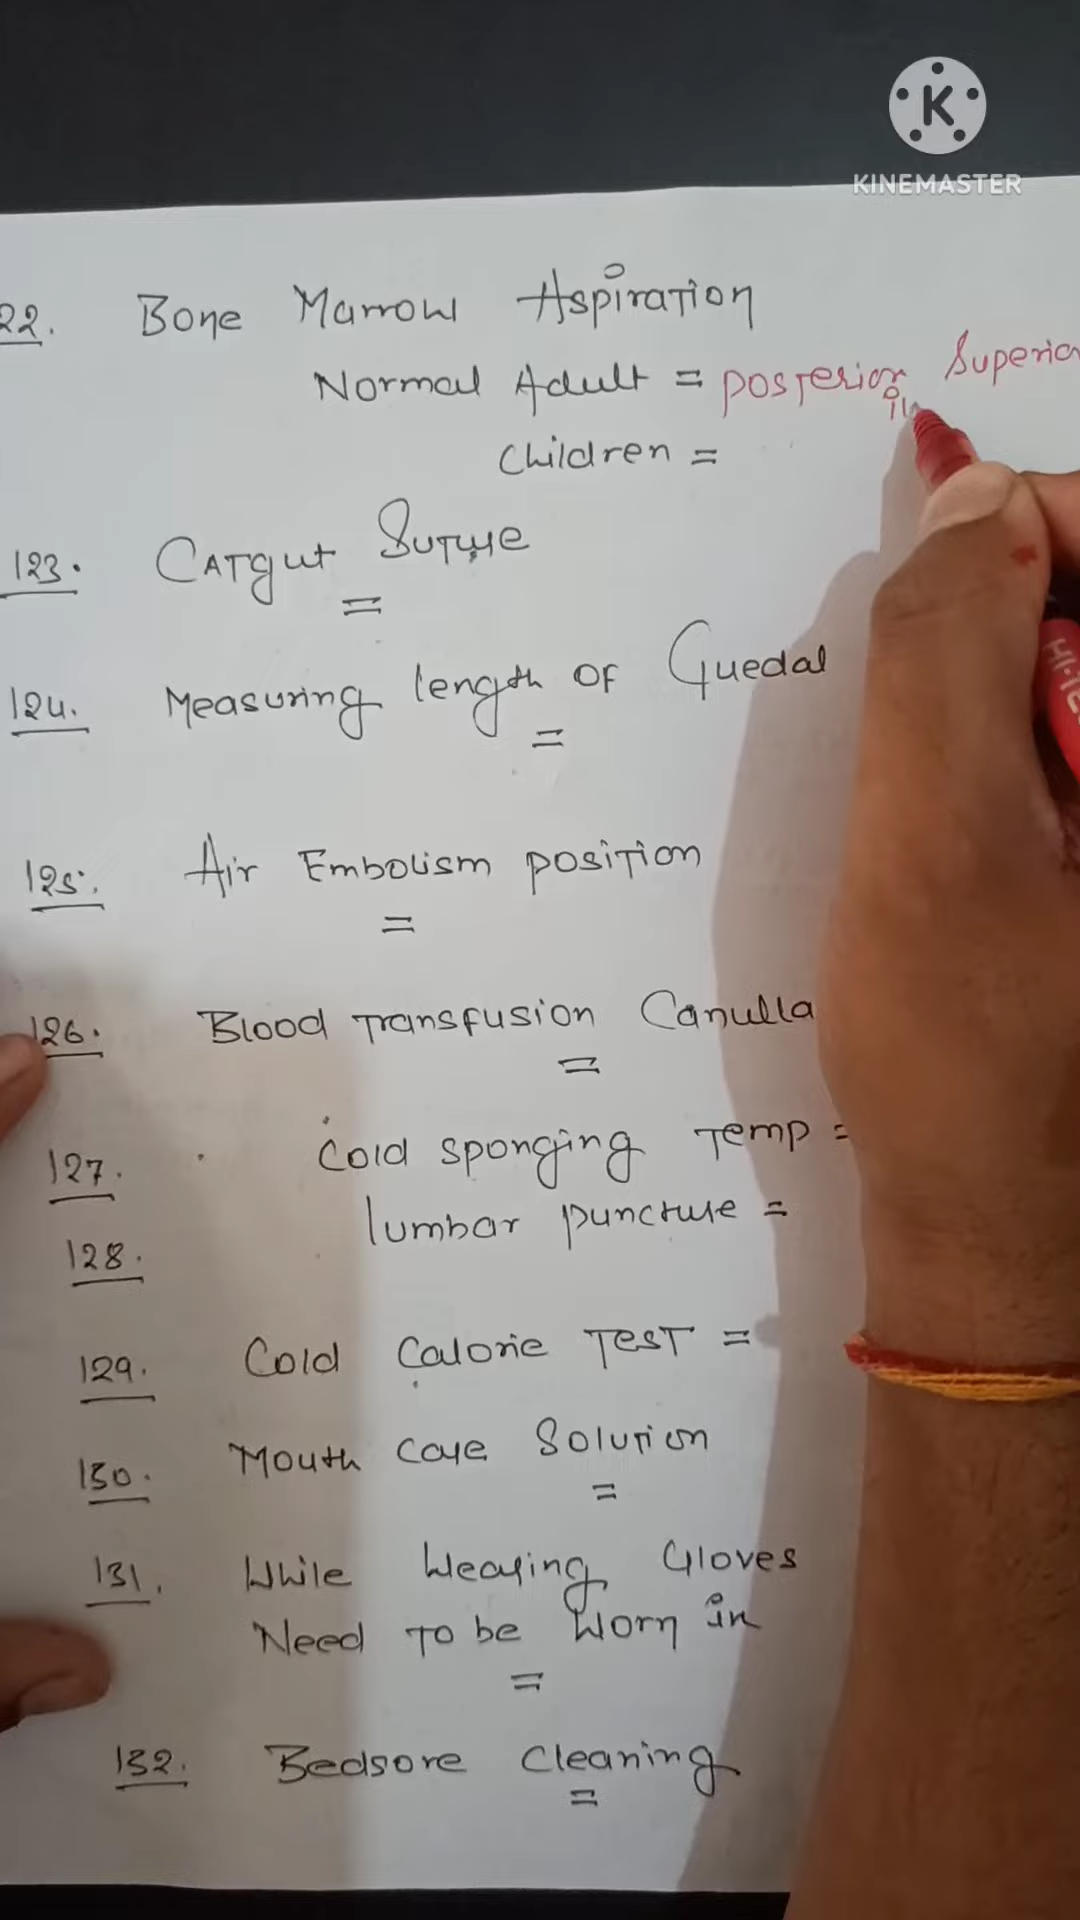 KINEMASTER
22. Bone Marrow Aspiration
Normal Adult = Posterior Superior
Children =
123. Catgut Suture
=
124. Measuring length of Guedal
=
125. Air Embolism position
=
126. Blood Transfusion Canulla
=
127. Cold sponging Temp =
128. lumbar puncture =
129. Cold Calorie Test =
130. Mouth care Solution
=
131. While Wearing Gloves
Need to be Worn in
=
132. Bedsore Cleaning
=